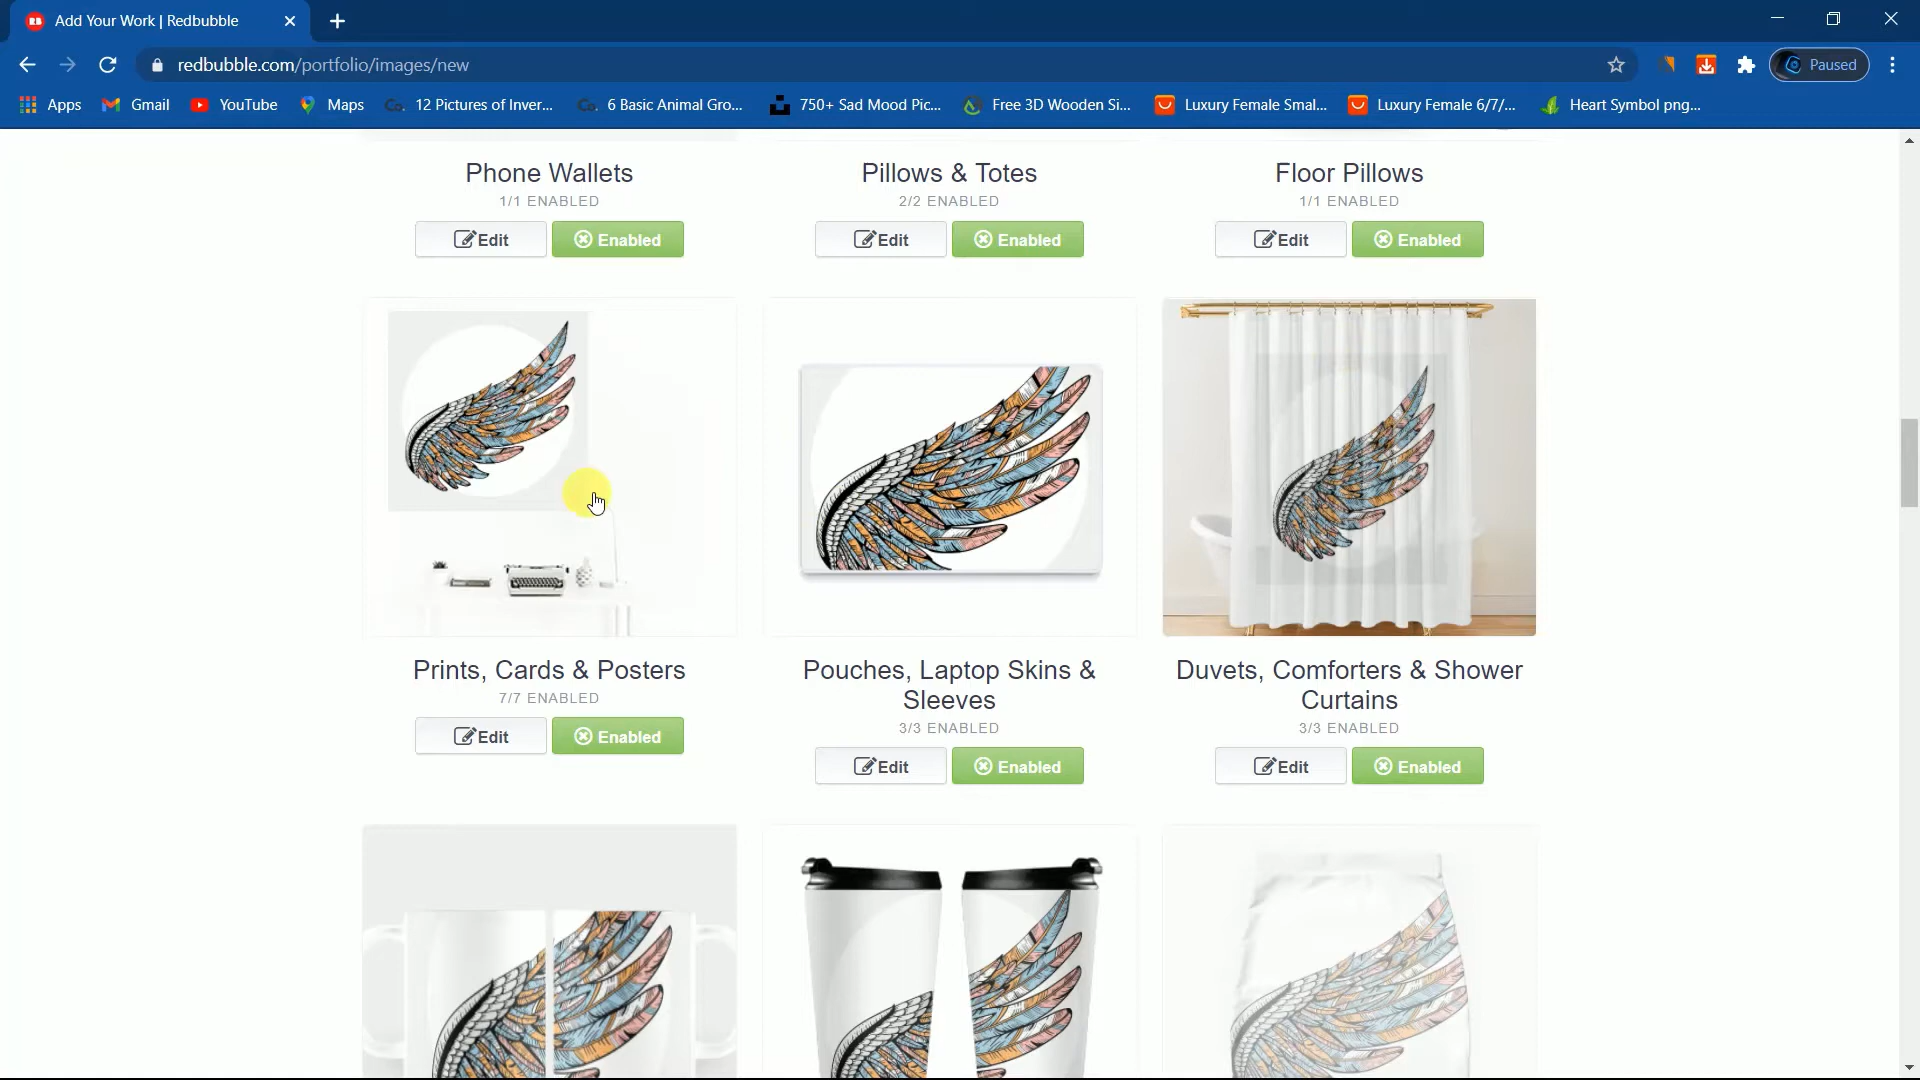 Add Your Work | Redbubble
redbubble.com/portfolio/images/new
Paused
Apps Gmail YouTube Maps 12 Pictures of Inver... 6 Basic Animal Gro... 750+ Sad Mood Pic... Free 3D Wooden Si... Luxury Female Smal... Luxury Female 6/7/... Heart Symbol png...
Phone Wallets Pillows & Totes Floor Pillows
1/1 ENABLED 2/2 ENABLED 1/1 ENABLED
Edit Enabled Edit Enabled Edit Enabled
Prints, Cards & Posters
7/7 ENABLED
Edit Enabled
Pouches, Laptop Skins &
Sleeves
3/3 ENABLED
Edit Enabled
Duvets, Comforters & Shower
Curtains
3/3 ENABLED
Edit Enabled